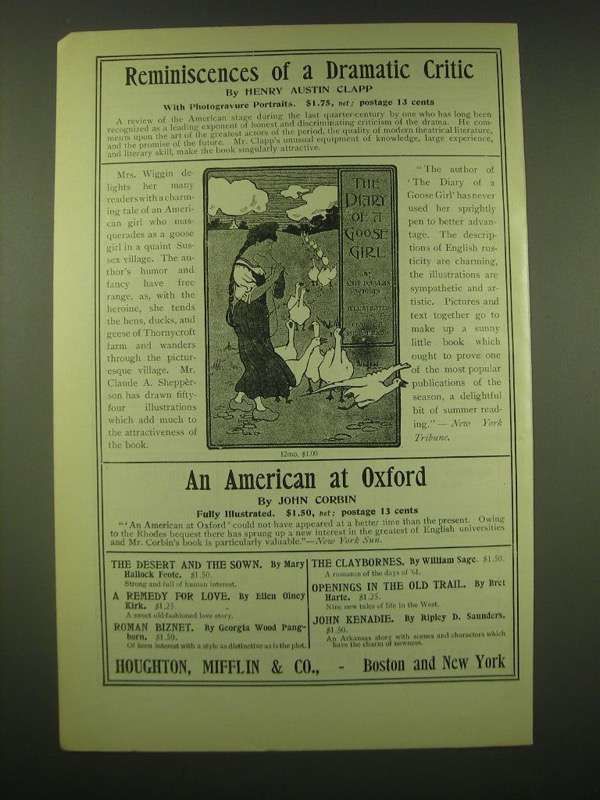 Reminiscences of a Dramatic Critic
By HENRY AUSTIN CLAPP
With Photogravure Portraits. $1.75, net; postage 13 cents
A review of the American stage during the last quarter-century by one who has long been
recognized as a leading exponent of honest and discriminating criticism of the drama. He com-
ments upon the art of the greatest actors of the period, the quality of modern theatrical literature,
and the promise of the future. Mr. Clapp's unusual equipment of knowledge, large experience,
and literary skill, make the book singularly attractive.
Mrs. Wiggin de-
lights her many
readers with a charm-
ing tale of an Ameri-
can girl who mas-
querades as a goose
girl in a quaint Sus-
sex village. The au-
thor's humor and
fancy have free
range, as, with the
heroine, she tends
the hens, ducks, and
geese of Thornycroft
farm and wanders
through the pictur-
esque village. Mr.
Claude A. Shepper-
son has drawn fifty-
four illustrations
which add much to
the attractiveness of
the book.
THE
DIARY
OF A
GOOSE
GIRL
BY
KATE DOUGLAS
WIGGIN
ILLUSTRATED
12mo, $1.00
"The author of
'The Diary of a
Goose Girl' has never
used her sprightly
pen to better advan-
tage. The descrip-
tions of English rus-
ticity are charming,
the illustrations are
sympathetic and ar-
tistic. Pictures and
text together go to
make up a sunny
little book which
ought to prove one
of the most popular
publications of the
season, a delightful
bit of summer read-
ing."—New York
Tribune.
An American at Oxford
By JOHN CORBIN
Fully Illustrated. $1.50, net; postage 13 cents
"'An American at Oxford' could not have appeared at a better time than the present. Owing
to the Rhodes bequest there has sprung up a new interest in the greatest of English universities
and Mr. Corbin's book is particularly valuable."—New York Sun.
THE DESERT AND THE SOWN. By Mary
Hallock Foote. $1.50.
Strong and full of human interest.
A REMEDY FOR LOVE. By Ellen Olney
Kirk. $1.25
A sweet old-fashioned love story.
ROMAN BIZNET. By Georgia Wood Pang-
born. $1.50.
Of keen interest with a style as distinctive as is the plot.
THE CLAYBORNES. By William Sage. $1.50
A romance of the days of '61.
OPENINGS IN THE OLD TRAIL. By Bret
Harte. $1.25.
Nine new tales of life in the West.
JOHN KENADIE. By Ripley D. Saunders.
$1.50.
An Arkansas story with scenes and characters which
have the charm of newness.
HOUGHTON, MIFFLIN & CO., - Boston and New York